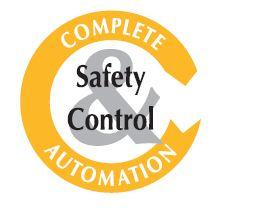 COMPLETE
Safety
&
Control
AUTOMATION